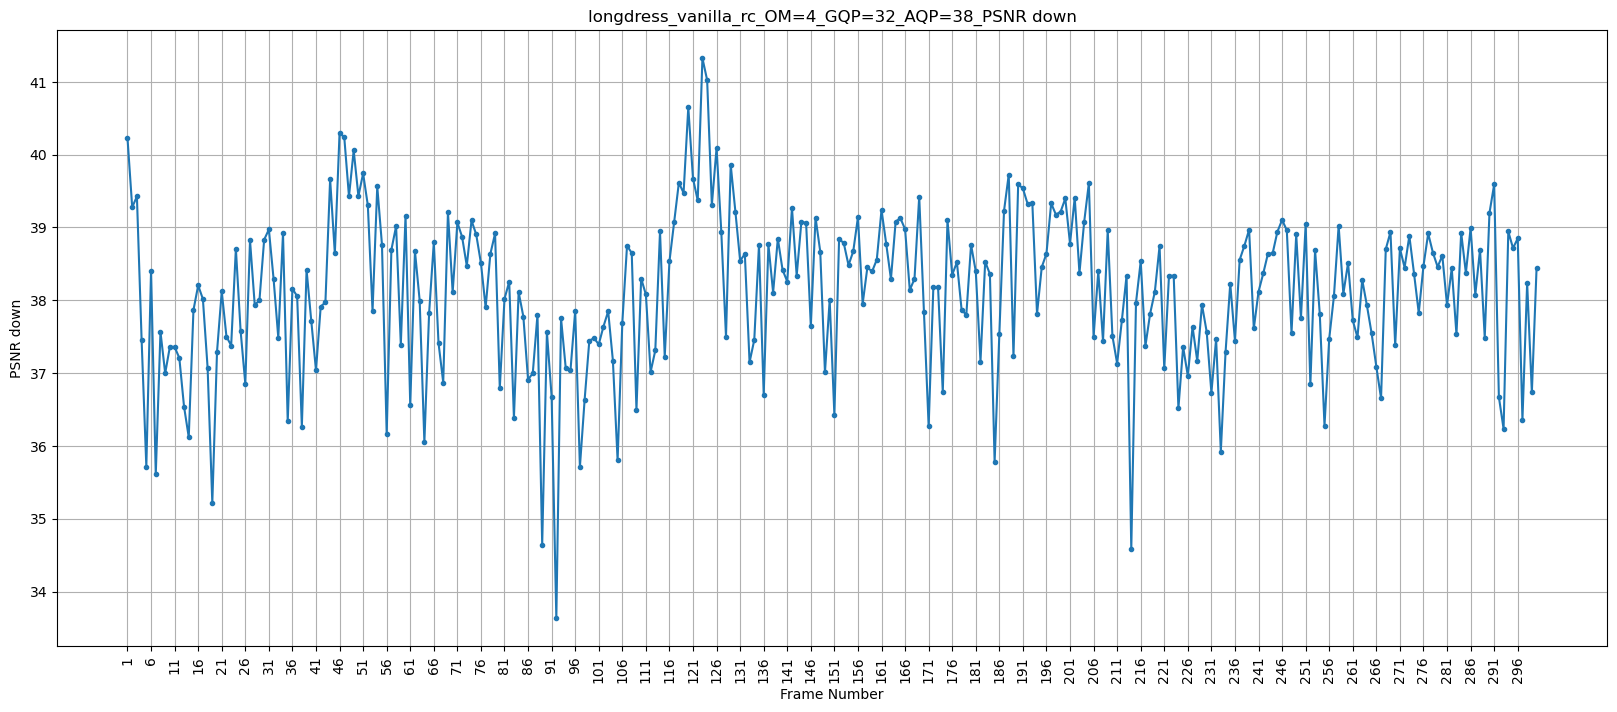 longdress_vanilla_rc_OM=4_GQP=32_AQP=38_PSNR down
PSNR down
41
40
39
38
37
36
35
34
1 6 11 16 21 26 31 36 41 46 51 56 61 66 71 76 81 86 91 96 101 106 111 116 121 126 131 136 141 146 151 156 161 166 171 176 181 186 191 196 201 206 211 216 221 226 231 236 241 246 251 256 261 266 271 276 281 286 291 296
Frame Number